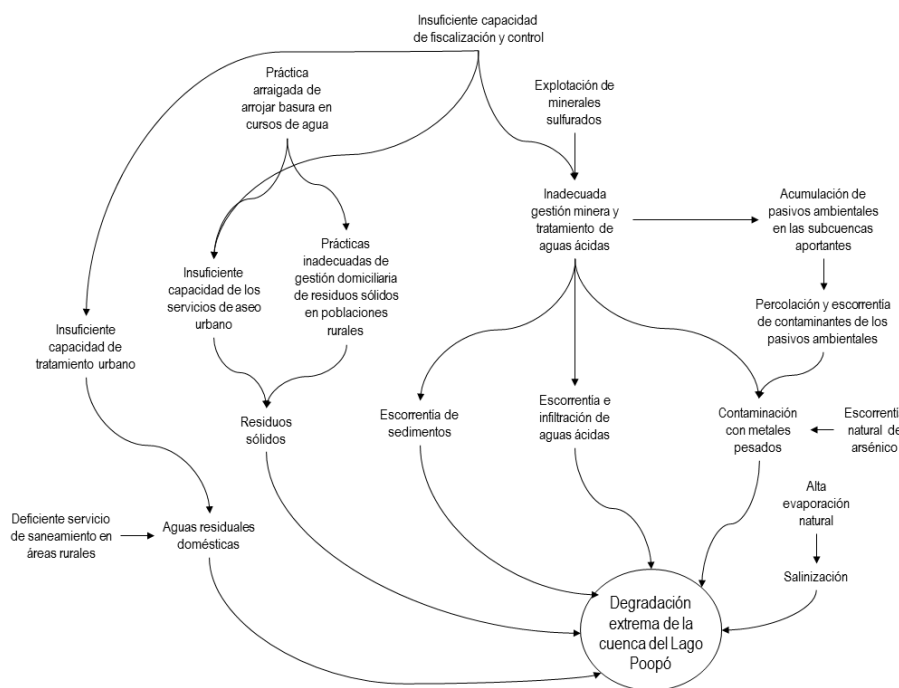 Insuficiente capacidad
de fiscalización y control
Práctica
arraigada de
arrojar basura en
cursos de agua
Explotación de
minerales
sulfurados
Inadecuada
gestión minera y
tratamiento de
aguas ácidas
Acumulación de
pasivos ambientales
en las subcuencas
aportantes
Insuficiente
capacidad de los
servicios de aseo
urbano
Prácticas
inadecuadas de
gestión domiciliaria
de residuos sólidos
en poblaciones
rurales
Percolación y escorrentía
de contaminantes de los
pasivos ambientales
Insuficiente
capacidad de
tratamiento urbano
Residuos
sólidos
Escorrentía de
sedimentos
Escorrentía e
infiltración de
aguas ácidas
Contaminación
con metales
pesados
Escorrentía
natural de
arsénico
Alta
evaporación
natural
Deficiente servicio
de saneamiento en
áreas rurales
Aguas residuales
domésticas
Salinización
Degradación
extrema de la
cuenca del Lago
Poopó